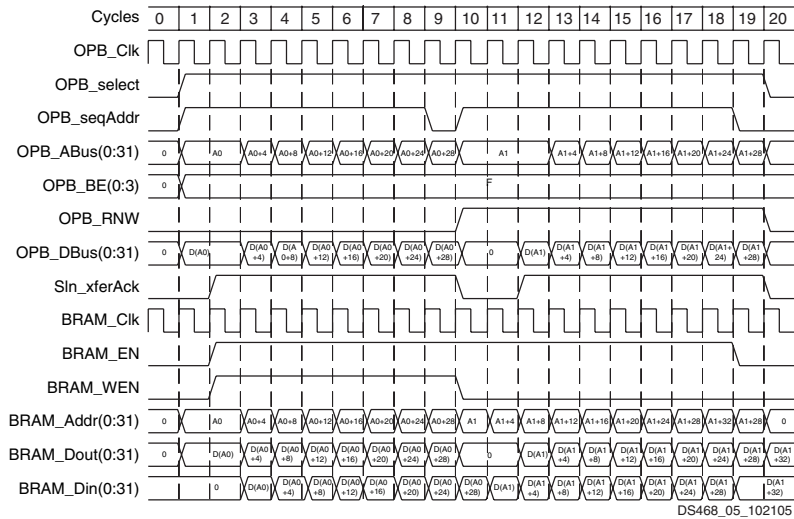 Cycles 0 1 2 3 4 5 6 7 8 9 10 11 12 13 14 15 16 17 18 19 20
OPB_Clk
OPB_select
OPB_seqAddr
OPB_ABus(0:31) 0 A0 A0+4 A0+8 A0+12 A0+16 A0+20 A0+24 A0+28 A1 A1+4 A1+8 A1+12 A1+16 A1+20 A1+24 A1+28
OPB_BE(0:3) 0 F
OPB_RNW
OPB_DBus(0:31) 0 D(A0) D(A0 +4) D(A 0+8) D(A0 +12) D(A0 +16) D(A0 +20) D(A0 +24) D(A0 +28) 0 D(A1) D(A1 +4) D(A1 +8) D(A1 +12) D(A1 +16) D(A1 +20) D(A1+ 24) D(A1 +28)
Sln_xferAck
BRAM_Clk
BRAM_EN
BRAM_WEN
BRAM_Addr(0:31) 0 A0 A0+4 A0+8 A0+12 A0+16 A0+20 A0+24 A0+28 A1 A1+4 A1+8 A1+12 A1+16 A1+20 A1+24 A1+28 A1+32 A1+28 0
BRAM_Dout(0:31) 0 D(A0) D(A0 +4) D(A0 +8) D(A0 +12) D(A0 +16) D(A0 +20) D(A0 +24) D(A0 +28) 0 D(A1) D(A1 +4) D(A1 +8) D(A1 +12) D(A1 +16) D(A1 +20) D(A1 +24) D(A1 +28) D(A1 +32)
BRAM_Din(0:31) 0 D(A0) D(A0 +4) D(A0 +8) D(A0 +12) D(A0 +16) D(A0 +20) D(A0 +24) D(A0 +28) D(A1) D(A1 +4) D(A1 +8) D(A1 +12) D(A1 +16) D(A1 +20) D(A1 +24) D(A1 +28) D(A1 +32)
DS468_05_102105